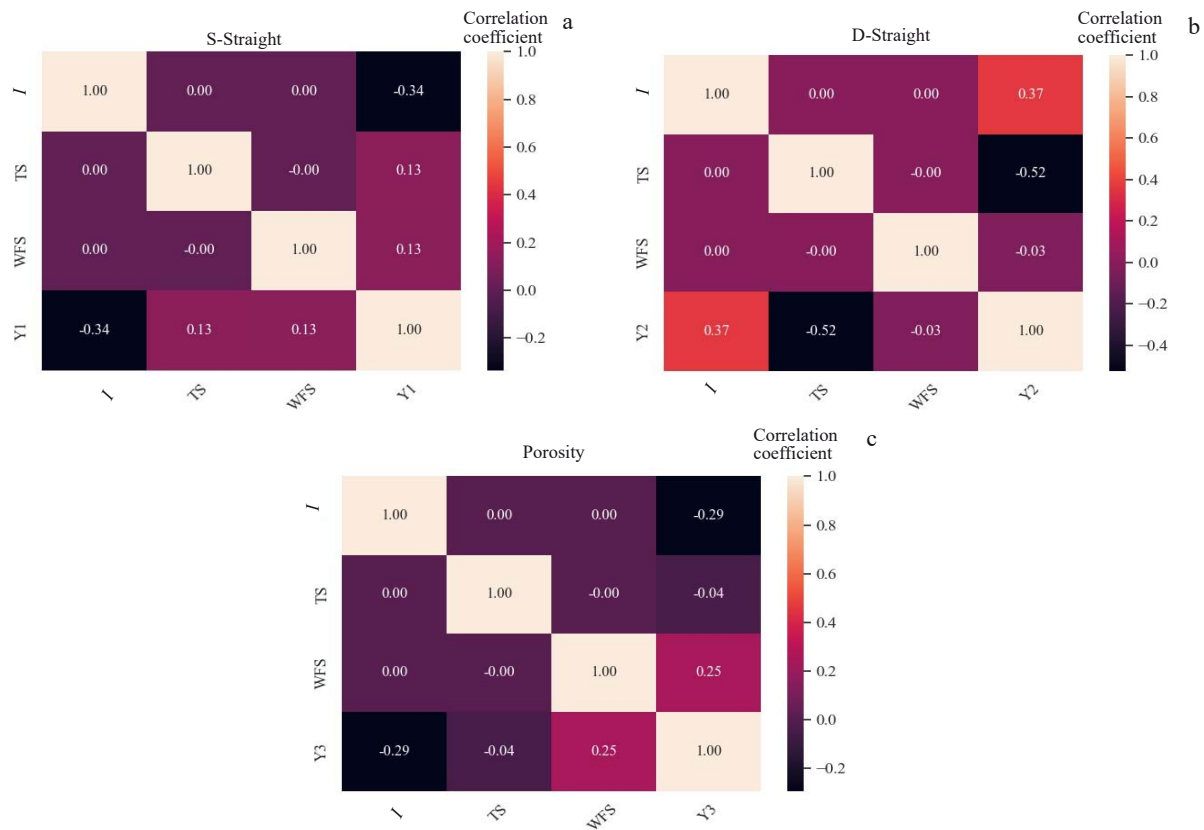 Correlation
coefficient
a
S-Straight
I 1.00 0.00 0.00 -0.34
TS 0.00 1.00 -0.00 0.13
WFS 0.00 -0.00 1.00 0.13
Y1 -0.34 0.13 0.13 1.00
I TS WFS Y1
1.0
0.8
0.6
0.4
0.2
0.0
−0.2
Correlation
coefficient
b
D-Straight
I 1.00 0.00 0.00 0.37
TS 0.00 1.00 -0.00 -0.52
WFS 0.00 -0.00 1.00 -0.03
Y2 0.37 -0.52 -0.03 1.00
I TS WFS Y2
1.0
0.8
0.6
0.4
0.2
0.0
−0.2
−0.4
Correlation
coefficient
c
Porosity
I 1.00 0.00 0.00 -0.29
TS 0.00 1.00 -0.00 -0.04
WFS 0.00 -0.00 1.00 0.25
Y3 -0.29 -0.04 0.25 1.00
I TS WFS Y3
1.0
0.8
0.6
0.4
0.2
0.0
−0.2